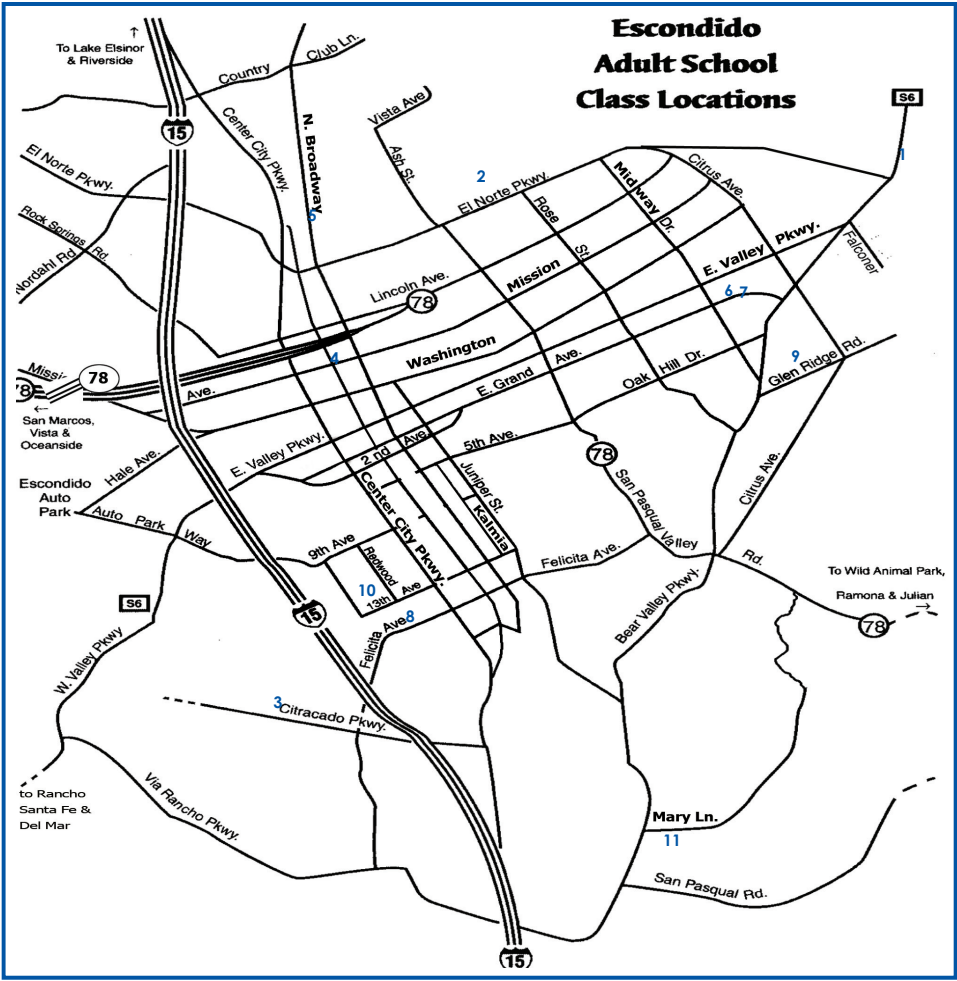 Escondido
Adult School
Class Locations
↑
To Lake Elsinor
& Riverside
Country
Club Ln.
Vista Ave
S6
1
15
Center City Pkwy.
N. Broadway
5
Ash St.
El Norte Pkwy.
2
El Norte Pkwy.
Citrus Ave.
Midway Dr.
Rose St.
Rock Springs Rd.
Nordahl Rd
Lincoln Ave.
78
Mission
E. Valley Pkwy.
Falconer
6 7
4
Washington
Missi
78
78
Ave.
←
San Marcos,
Vista &
Oceanside
E. Grand Ave.
Oak Hill Dr.
9
Glen Ridge Rd.
Hale Ave.
E. Valley Pkwy.
2nd Ave.
5th Ave.
78
Escondido
Auto
Park
Auto Park Way
Center City Pkwy.
Juniper St.
Kalmia
San Pasqual Valley Rd.
Citrus Ave.
9th Ave
Redwood
Felicita Ave.
10
13th Ave
S6
15
Felicita Ave
8
Bear Valley Pkwy.
To Wild Animal Park,
Ramona & Julian
→
78
W. Valley Pkwy
3
Citracado Pkwy.
to Rancho
Santa Fe &
Del Mar
Via Rancho Pkwy.
Mary Ln.
11
San Pasqual Rd.
15